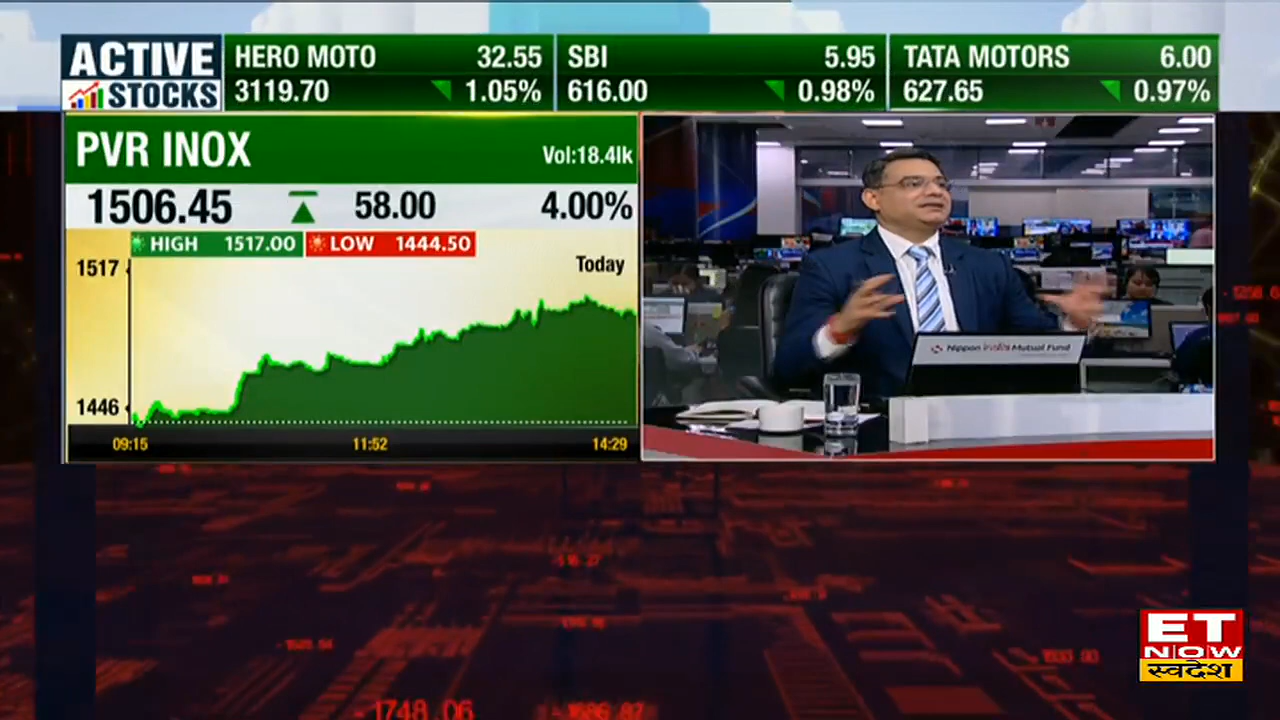 ACTIVE
STOCKS
HERO MOTO 32.55
3119.70 1.05%
SBI 5.95
616.00 0.98%
TATA MOTORS 6.00
627.65 0.97%
PVR INOX
Vol:18.4lk
1506.45 58.00 4.00%
HIGH 1517.00 LOW 1444.50
Today
1517
1446
09:15 11:52 14:29
Nippon India Mutual Fund
ET
NOW
स्वदेश
-1748.06